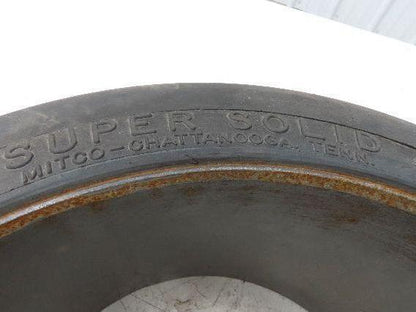 SUPER SOLID
MITCO-CHATTANOOGA, TENN.